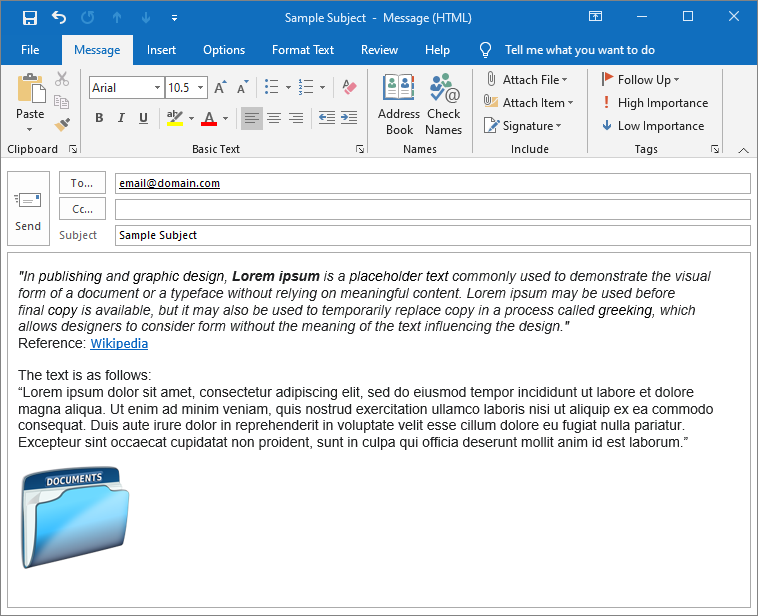 Sample Subject - Message (HTML)
File Message Insert Options Format Text Review Help Tell me what you want to do
Paste
Clipboard
Arial 10.5 A A
B I U ab A
Basic Text
Address Book
Check Names
Names
Attach File
Attach Item
Signature
Include
Follow Up
High Importance
Low Importance
Tags
Send
To... email@domain.com
Cc...
Subject Sample Subject
"In publishing and graphic design, Lorem ipsum is a placeholder text commonly used to demonstrate the visual
form of a document or a typeface without relying on meaningful content. Lorem ipsum may be used before
final copy is available, but it may also be used to temporarily replace copy in a process called greeking, which
allows designers to consider form without the meaning of the text influencing the design."
Reference: Wikipedia
The text is as follows:
“Lorem ipsum dolor sit amet, consectetur adipiscing elit, sed do eiusmod tempor incididunt ut labore et dolore
magna aliqua. Ut enim ad minim veniam, quis nostrud exercitation ullamco laboris nisi ut aliquip ex ea commodo
consequat. Duis aute irure dolor in reprehenderit in voluptate velit esse cillum dolore eu fugiat nulla pariatur.
Excepteur sint occaecat cupidatat non proident, sunt in culpa qui officia deserunt mollit anim id est laborum.”
DOCUMENTS